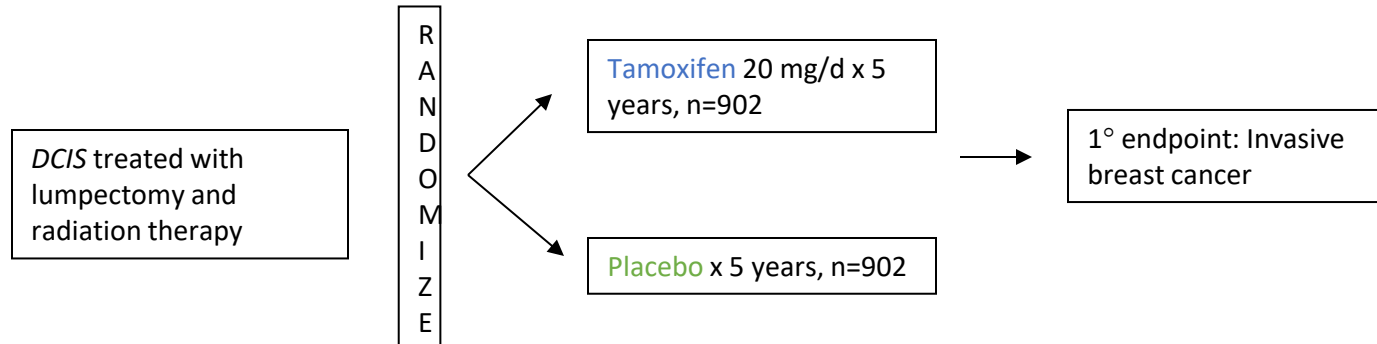 DCIS treated with
lumpectomy and
radiation therapy
R
A
N
D
O
M
I
Z
E
Tamoxifen 20 mg/d x 5
years, n=902
Placebo x 5 years, n=902
1° endpoint: Invasive
breast cancer